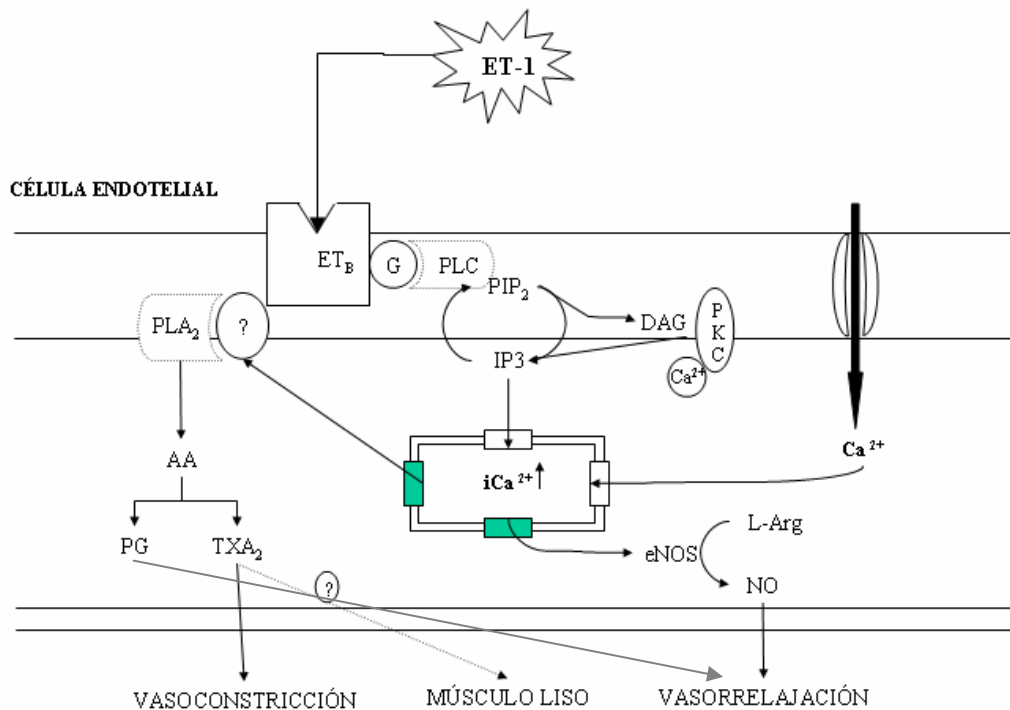 ET-1
CÉLULA ENDOTELIAL
ET_B
G
PLC
PIP₂
PLA₂
?
DAG
P
K
C
IP3
Ca²⁺
Ca ²⁺
AA
iCa ²⁺
L-Arg
PG
TXA₂
eNOS
?
NO
VASOCONSTRICCIÓN
MÚSCULO LISO
VASORRELAJACIÓN